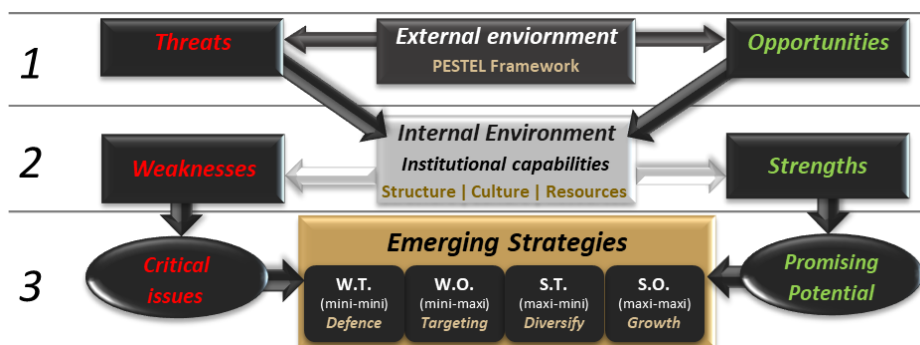 1
Threats
External enviornment
PESTEL Framework
Opportunities
2
Weaknesses
Internal Environment
Institutional capabilities
Structure | Culture | Resources
Strengths
3
Critical
issues
Emerging Strategies
W.T.
(mini-mini)
Defence
W.O.
(mini-maxi)
Targeting
S.T.
(maxi-mini)
Diversify
S.O.
(maxi-maxi)
Growth
Promising
Potential